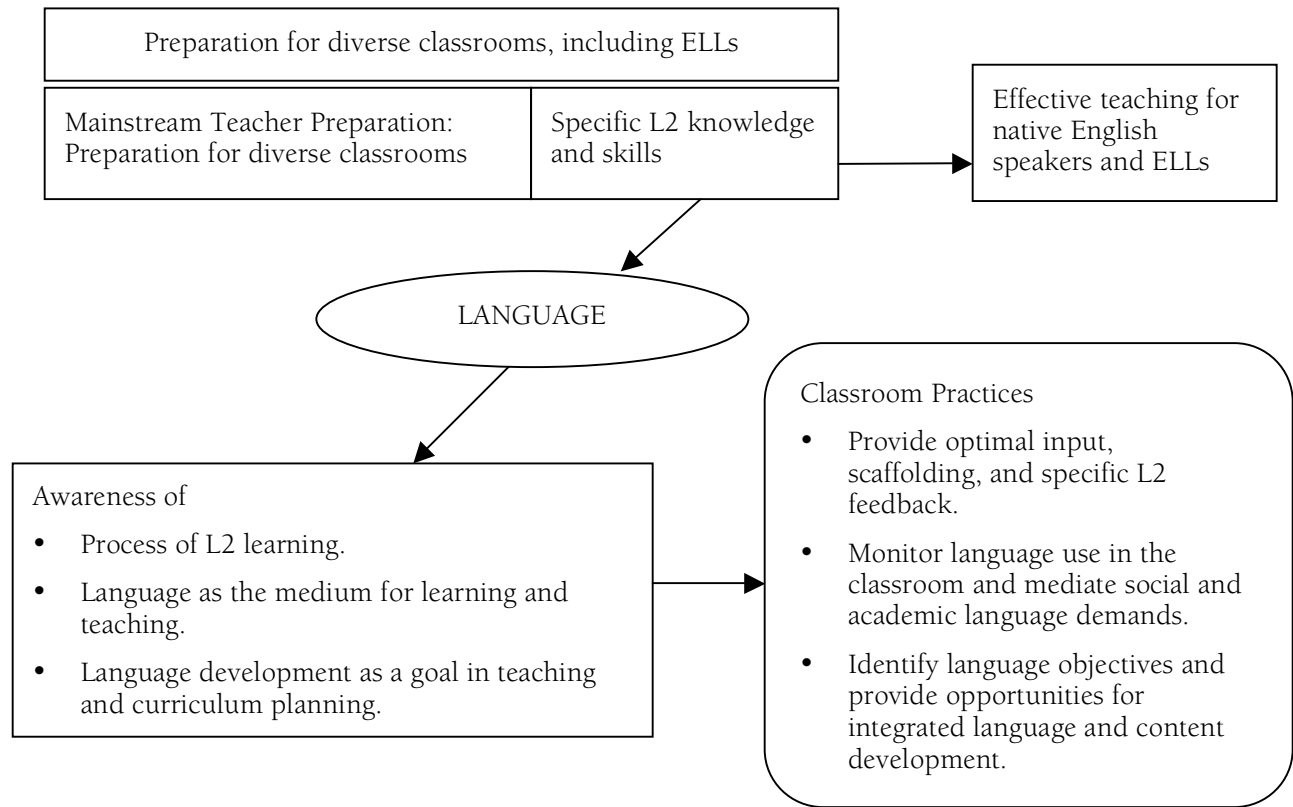 Preparation for diverse classrooms, including ELLs
Mainstream Teacher Preparation:
Preparation for diverse classrooms
Specific L2 knowledge
and skills
Effective teaching for
native English
speakers and ELLs
LANGUAGE
Awareness of
• Process of L2 learning.
• Language as the medium for learning and
teaching.
• Language development as a goal in teaching
and curriculum planning.
Classroom Practices
• Provide optimal input,
scaffolding, and specific L2
feedback.
• Monitor language use in the
classroom and mediate social and
academic language demands.
• Identify language objectives and
provide opportunities for
integrated language and content
development.